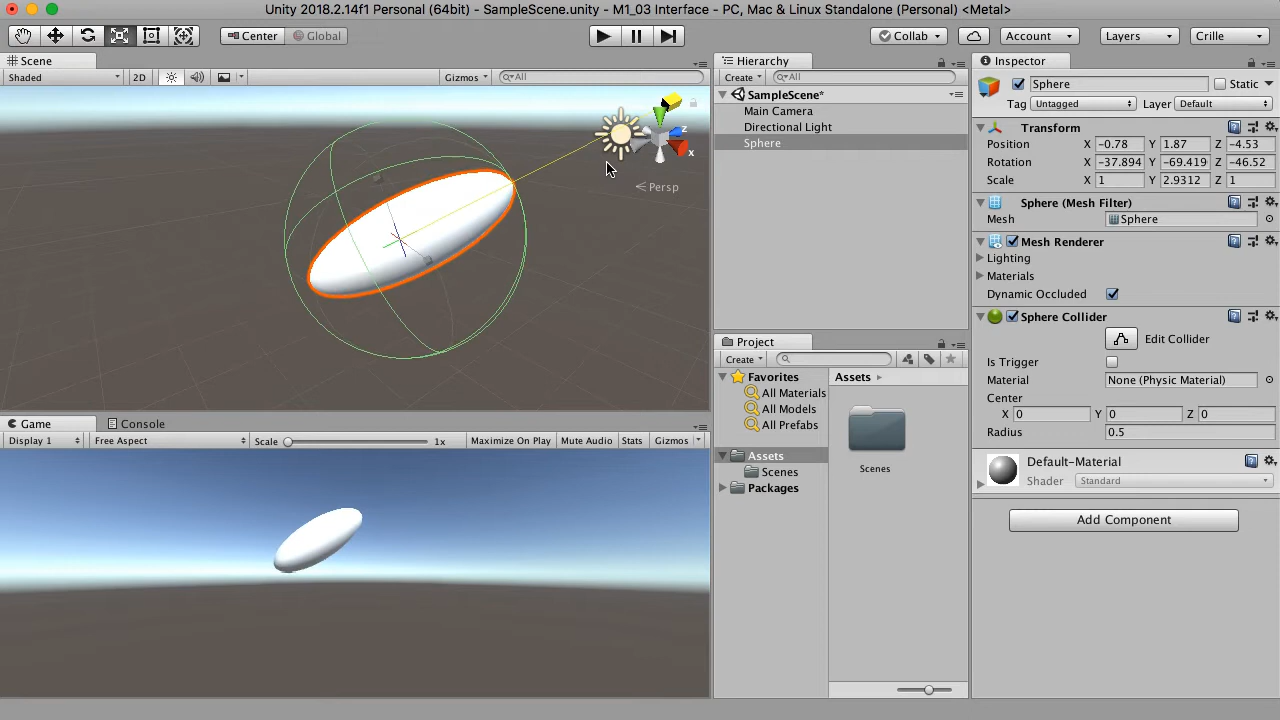 Unity 2018.2.14f1 Personal (64bit) - SampleScene.unity - M1_03 Interface - PC, Mac & Linux Standalone (Personal) <Metal>
Center Global Collab Account Layers Crille
Scene
Shaded 2D Gizmos All
z
x
Persp
Game Console
Display 1 Free Aspect Scale 1x Maximize On Play Mute Audio Stats Gizmos
Hierarchy
Create All
SampleScene*
Main Camera
Directional Light
Sphere
Project
Create
Favorites
All Materials
All Models
All Prefabs
Assets
Scenes
Packages
Assets
Scenes
Inspector
Sphere Static
Tag Untagged Layer Default
Transform
Position X -0.78 Y 1.87 Z -4.53
Rotation X -37.894 Y -69.419 Z -46.52
Scale X 1 Y 2.9312 Z 1
Sphere (Mesh Filter)
Mesh Sphere
Mesh Renderer
Lighting
Materials
Dynamic Occluded
Sphere Collider
Edit Collider
Is Trigger
Material None (Physic Material)
Center
X 0 Y 0 Z 0
Radius 0.5
Default-Material
Shader Standard
Add Component